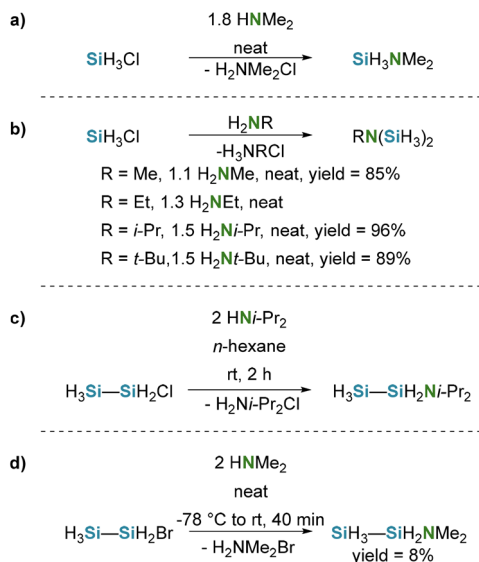 a)
1.8 HNMe2
SiH3Cl
neat
- H2NMe2Cl
SiH3NMe2
b)
SiH3Cl
H2NR
-H3NRCl
RN(SiH3)2
R = Me, 1.1 H2NMe, neat, yield = 85%
R = Et, 1.3 H2NEt, neat
R = i-Pr, 1.5 H2Ni-Pr, neat, yield = 96%
R = t-Bu,1.5 H2Nt-Bu, neat, yield = 89%
c)
2 HNi-Pr2
n-hexane
rt, 2 h
H3Si—SiH2Cl
- H2Ni-Pr2Cl
H3Si—SiH2Ni-Pr2
d)
2 HNMe2
neat
-78 °C to rt, 40 min
H3Si—SiH2Br
- H2NMe2Br
SiH3—SiH2NMe2
yield = 8%